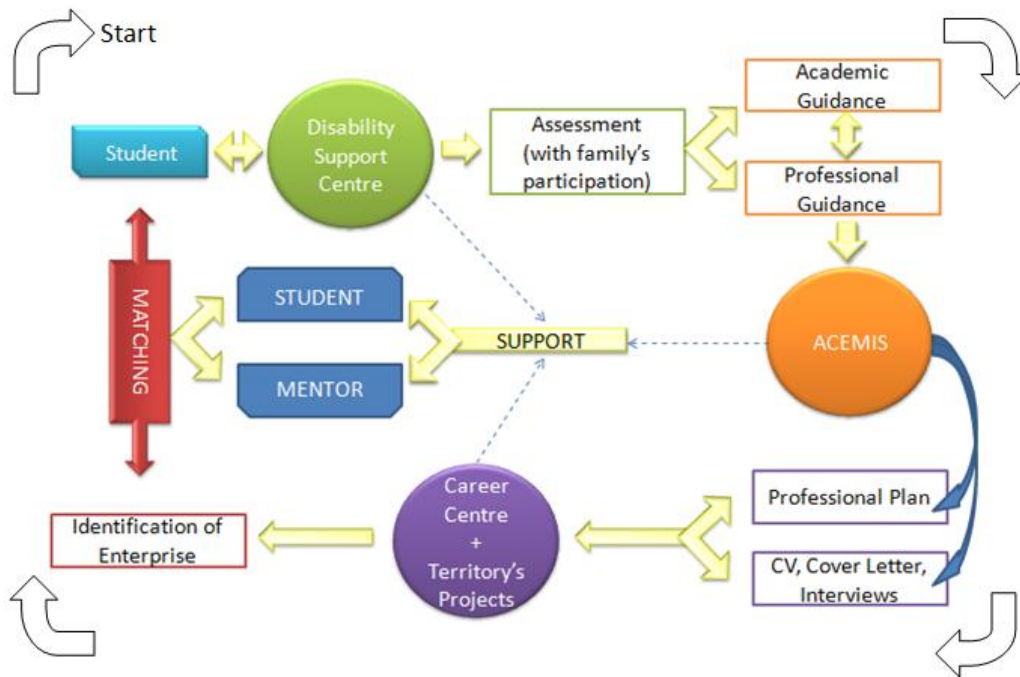 Start
Student
Disability
Support
Centre
Assessment
(with family's
participation)
Academic
Guidance
Professional
Guidance
MATCHING
STUDENT
MENTOR
SUPPORT
ACEMIS
Identification of
Enterprise
Career
Centre
+
Territory's
Projects
Professional Plan
CV, Cover Letter,
Interviews